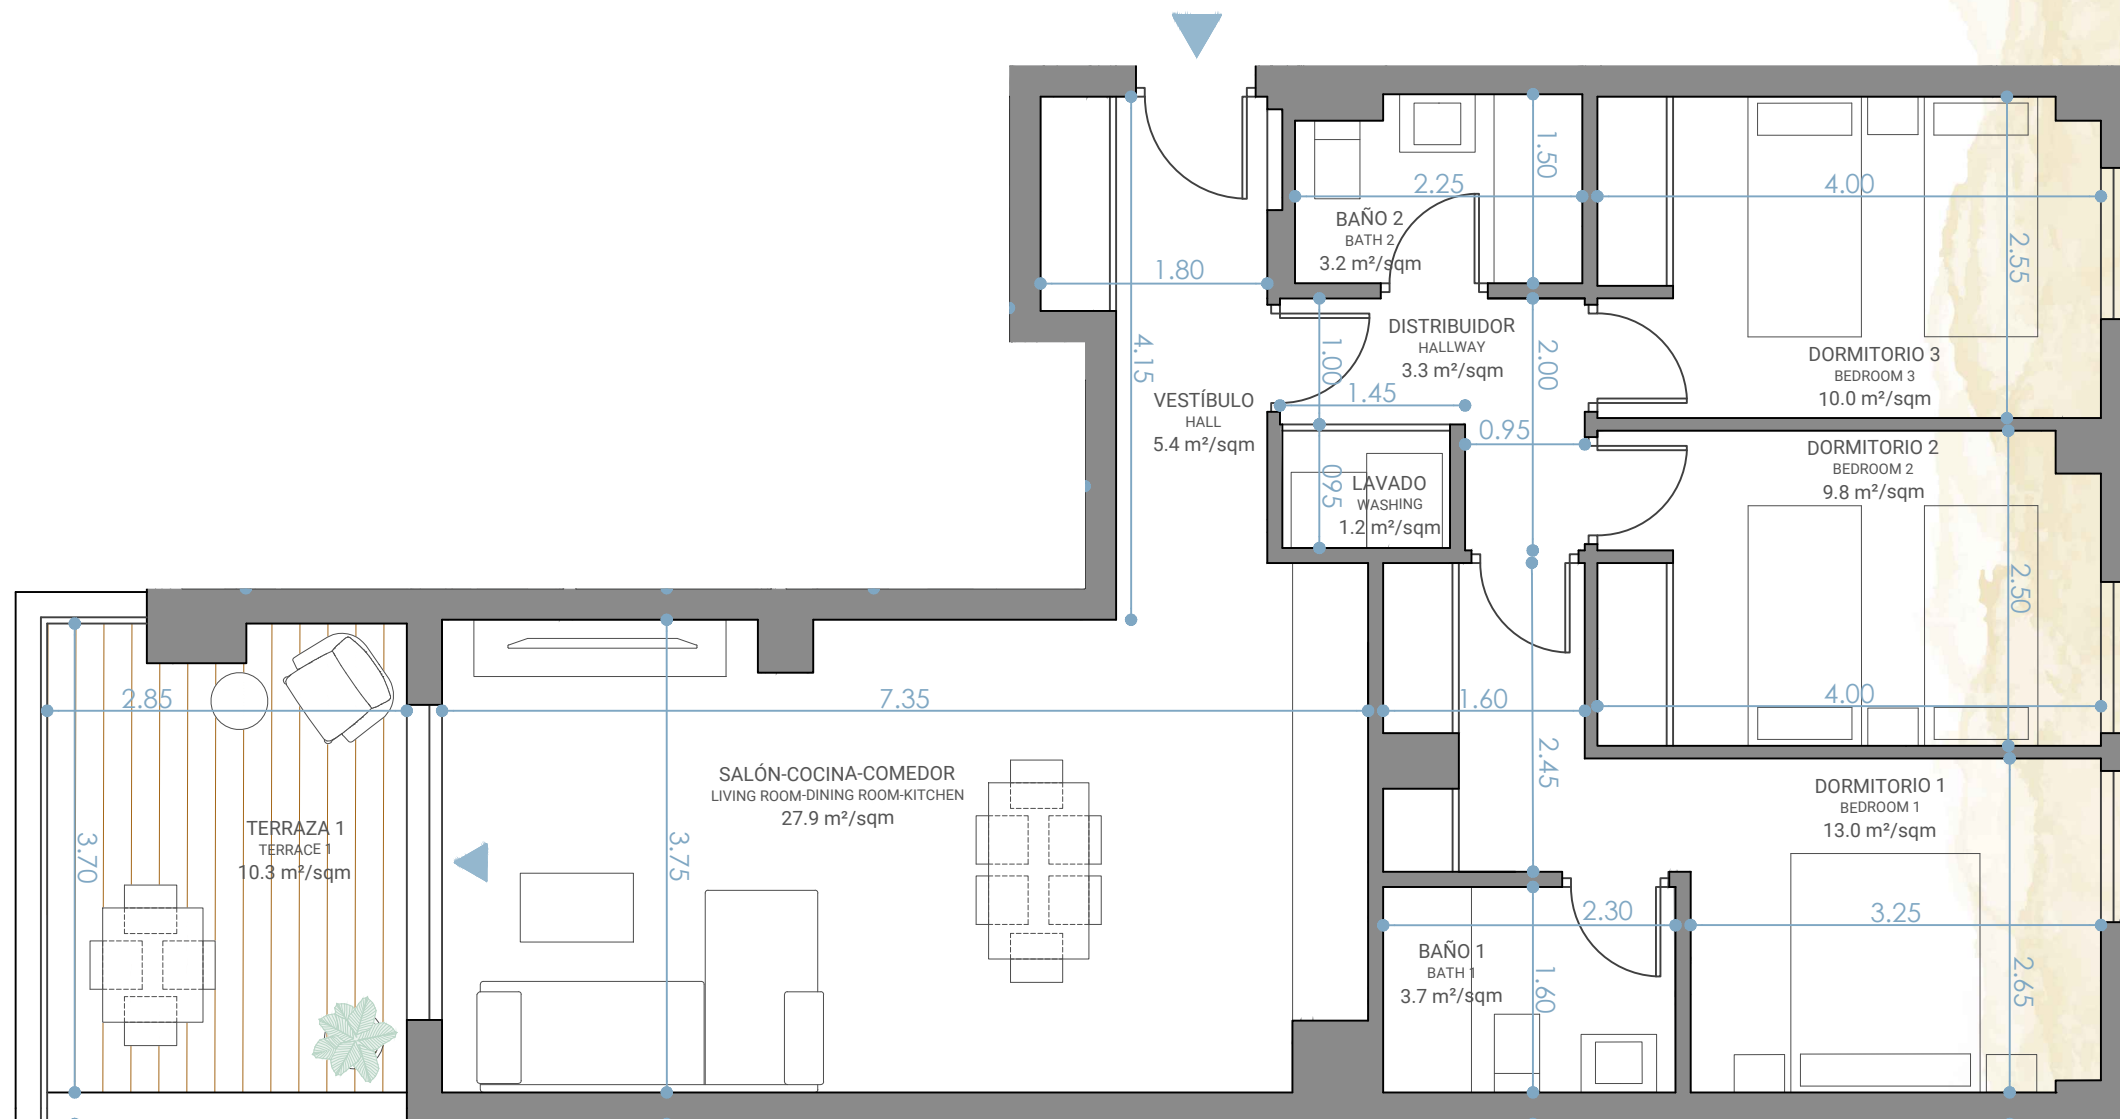 1.50
2.25
4.00
BAÑO 2
BATH 2
3.2 m²/sqm
2.55
1.80
DISTRIBUIDOR
HALLWAY
3.3 m²/sqm
4.15
1.00
2.00
DORMITORIO 3
BEDROOM 3
10.0 m²/sqm
1.45
VESTÍBULO
HALL
5.4 m²/sqm
0.95
DORMITORIO 2
BEDROOM 2
9.8 m²/sqm
095
LAVADO
WASHING
1.2 m²/sqm
2.50
2.85
7.35
1.60
4.00
2.45
SALÓN-COCINA-COMEDOR
LIVING ROOM-DINING ROOM-KITCHEN
27.9 m²/sqm
DORMITORIO 1
BEDROOM 1
13.0 m²/sqm
TERRAZA 1
TERRACE 1
10.3 m²/sqm
3.70
3.75
2.30
3.25
BAÑO 1
BATH 1
3.7 m²/sqm
1.60
2.65